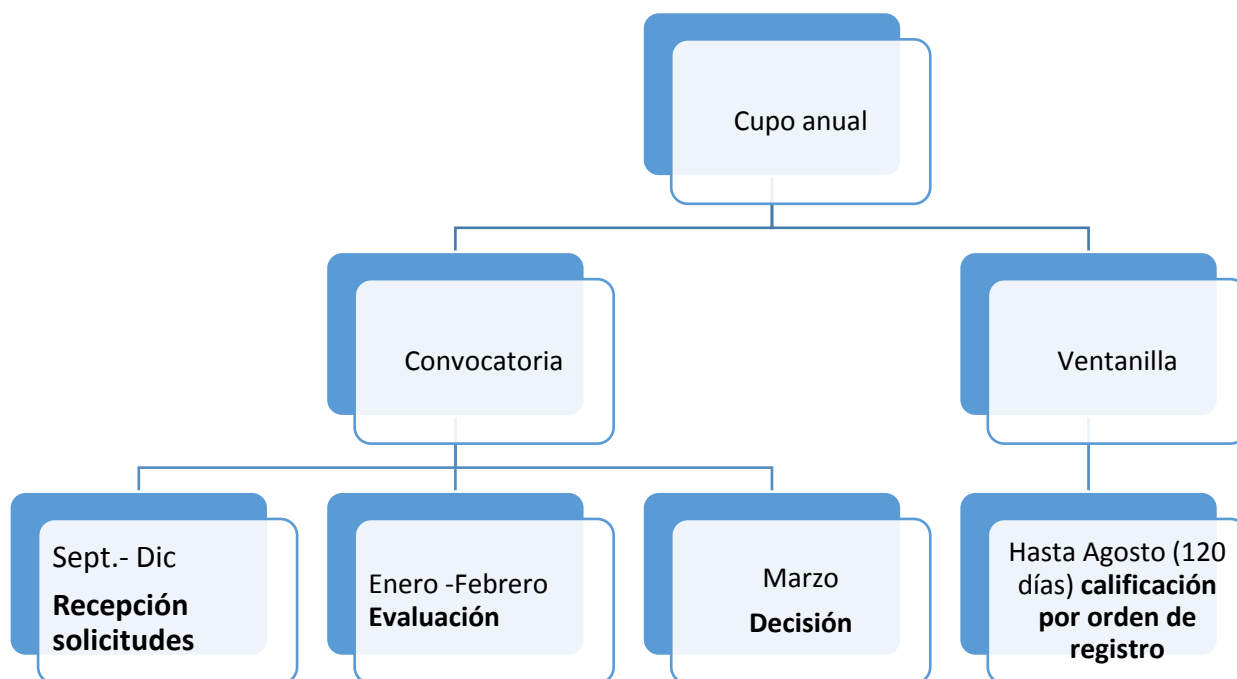 Cupo anual
Convocatoria
Ventanilla
Sept.- Dic
Recepción
solicitudes
Enero -Febrero
Evaluación
Marzo
Decisión
Hasta Agosto (120
días) calificación
por orden de
registro